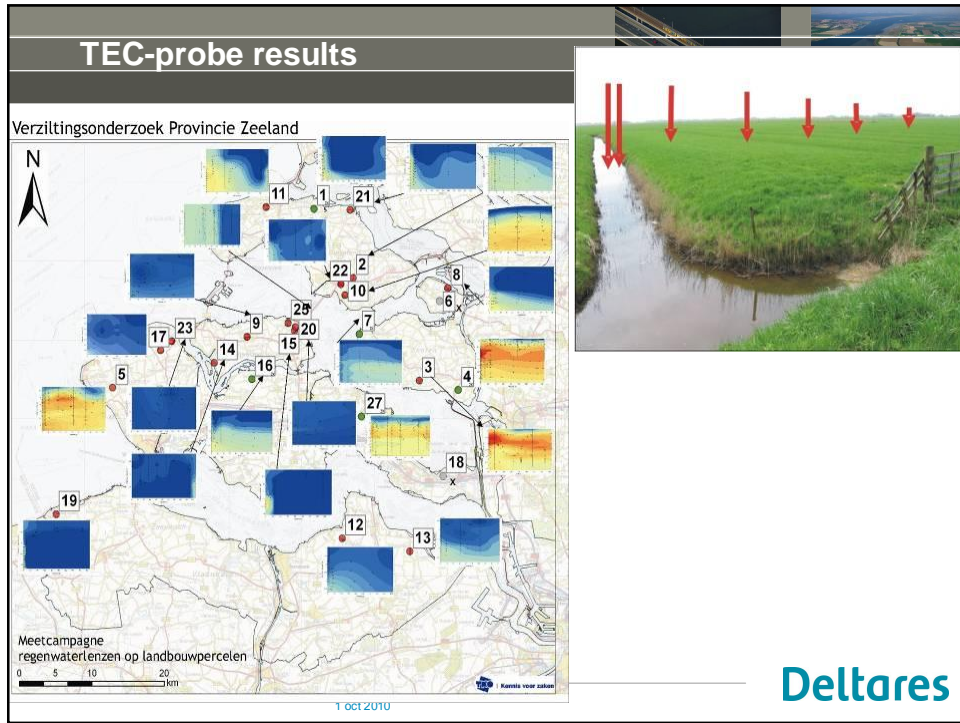 TEC-probe results
Verziltingsonderzoek Provincie Zeeland
N
11
1
21
2
22
10
8
6
25
20
7
9
15
23
17
14
16
3
4
5
27
18
x
x
19
12
13
Meetcampagne
regenwaterlenzen op landbouwpercelen
0 5 10 20
km
Kennis voor zaken
1 oct 2010
Deltares